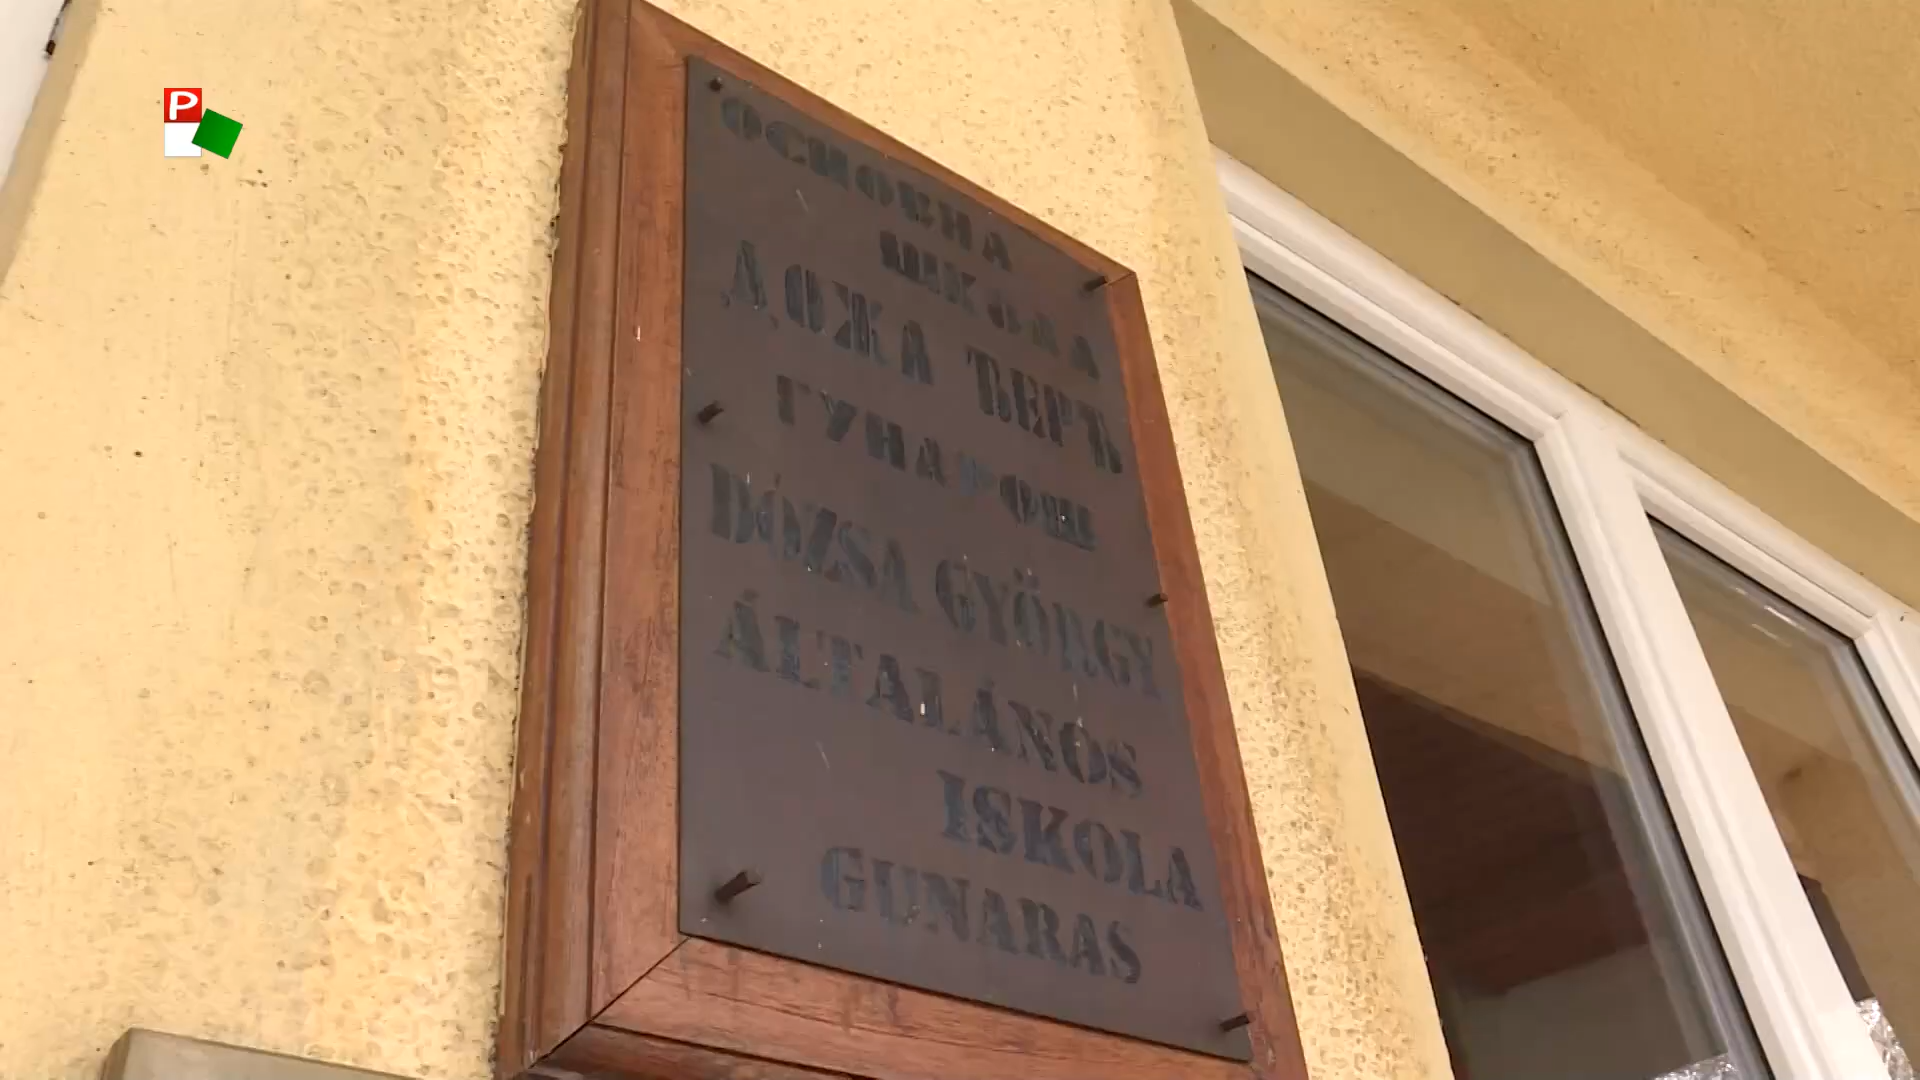 P
ОСНОВНА
ШКОЛА
ДОЖА ЂЕРЂ
ГУНАРОШ
DÓZSA GYÖRGY
ÁLTALÁNOS
ISKOLA
GUNARAS